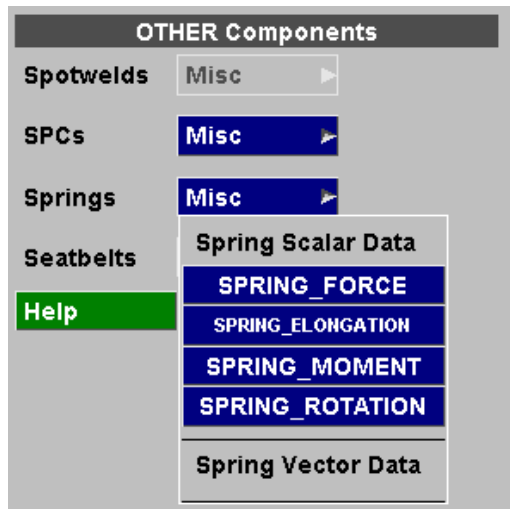 OTHER Components
Spotwelds Misc
SPCs Misc
Springs Misc
Seatbelts
Help
Spring Scalar Data
SPRING_FORCE
SPRING_ELONGATION
SPRING_MOMENT
SPRING_ROTATION
Spring Vector Data